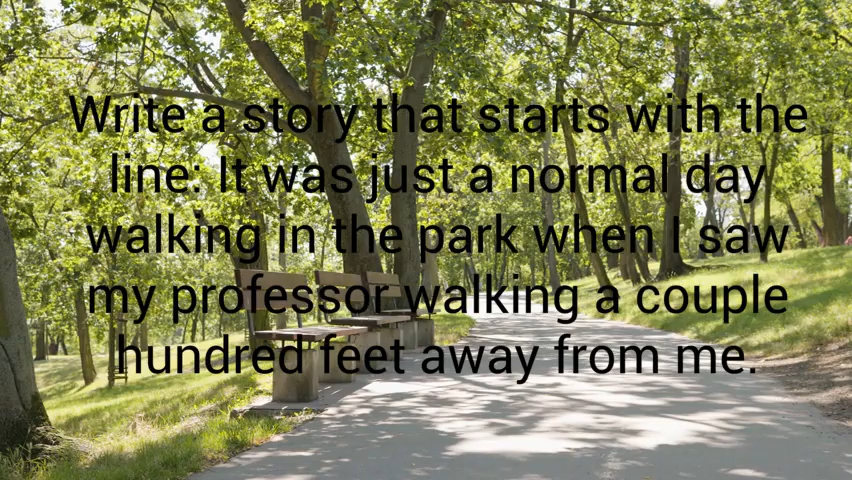 Write a story that starts with the
line: It was just a normal day
walking in the park when I saw
my professor walking a couple
hundred feet away from me.